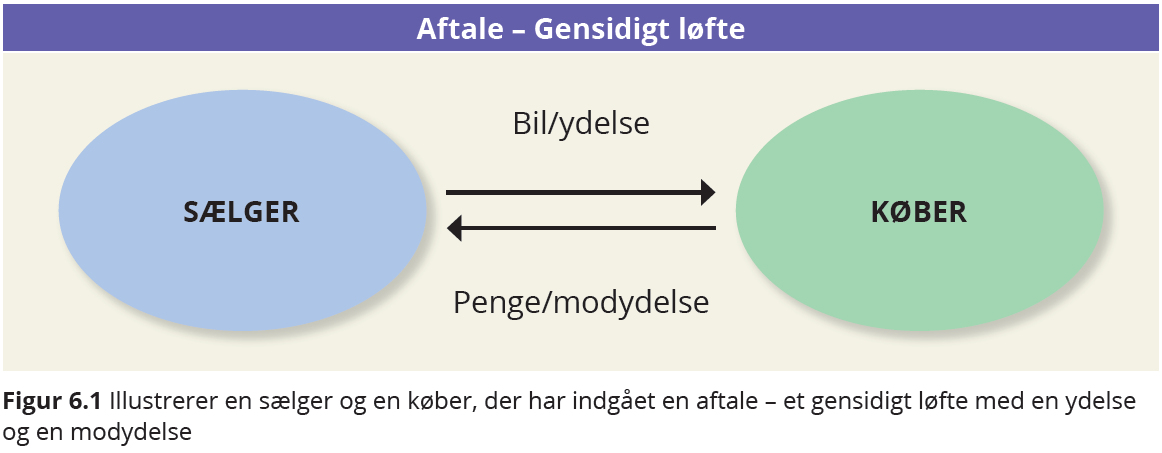 Aftale – Gensidigt løfte
Bil/ydelse
SÆLGER
KØBER
Penge/modydelse
Figur 6.1 Illustrerer en sælger og en køber, der har indgået en aftale – et gensidigt løfte med en ydelse
og en modydelse